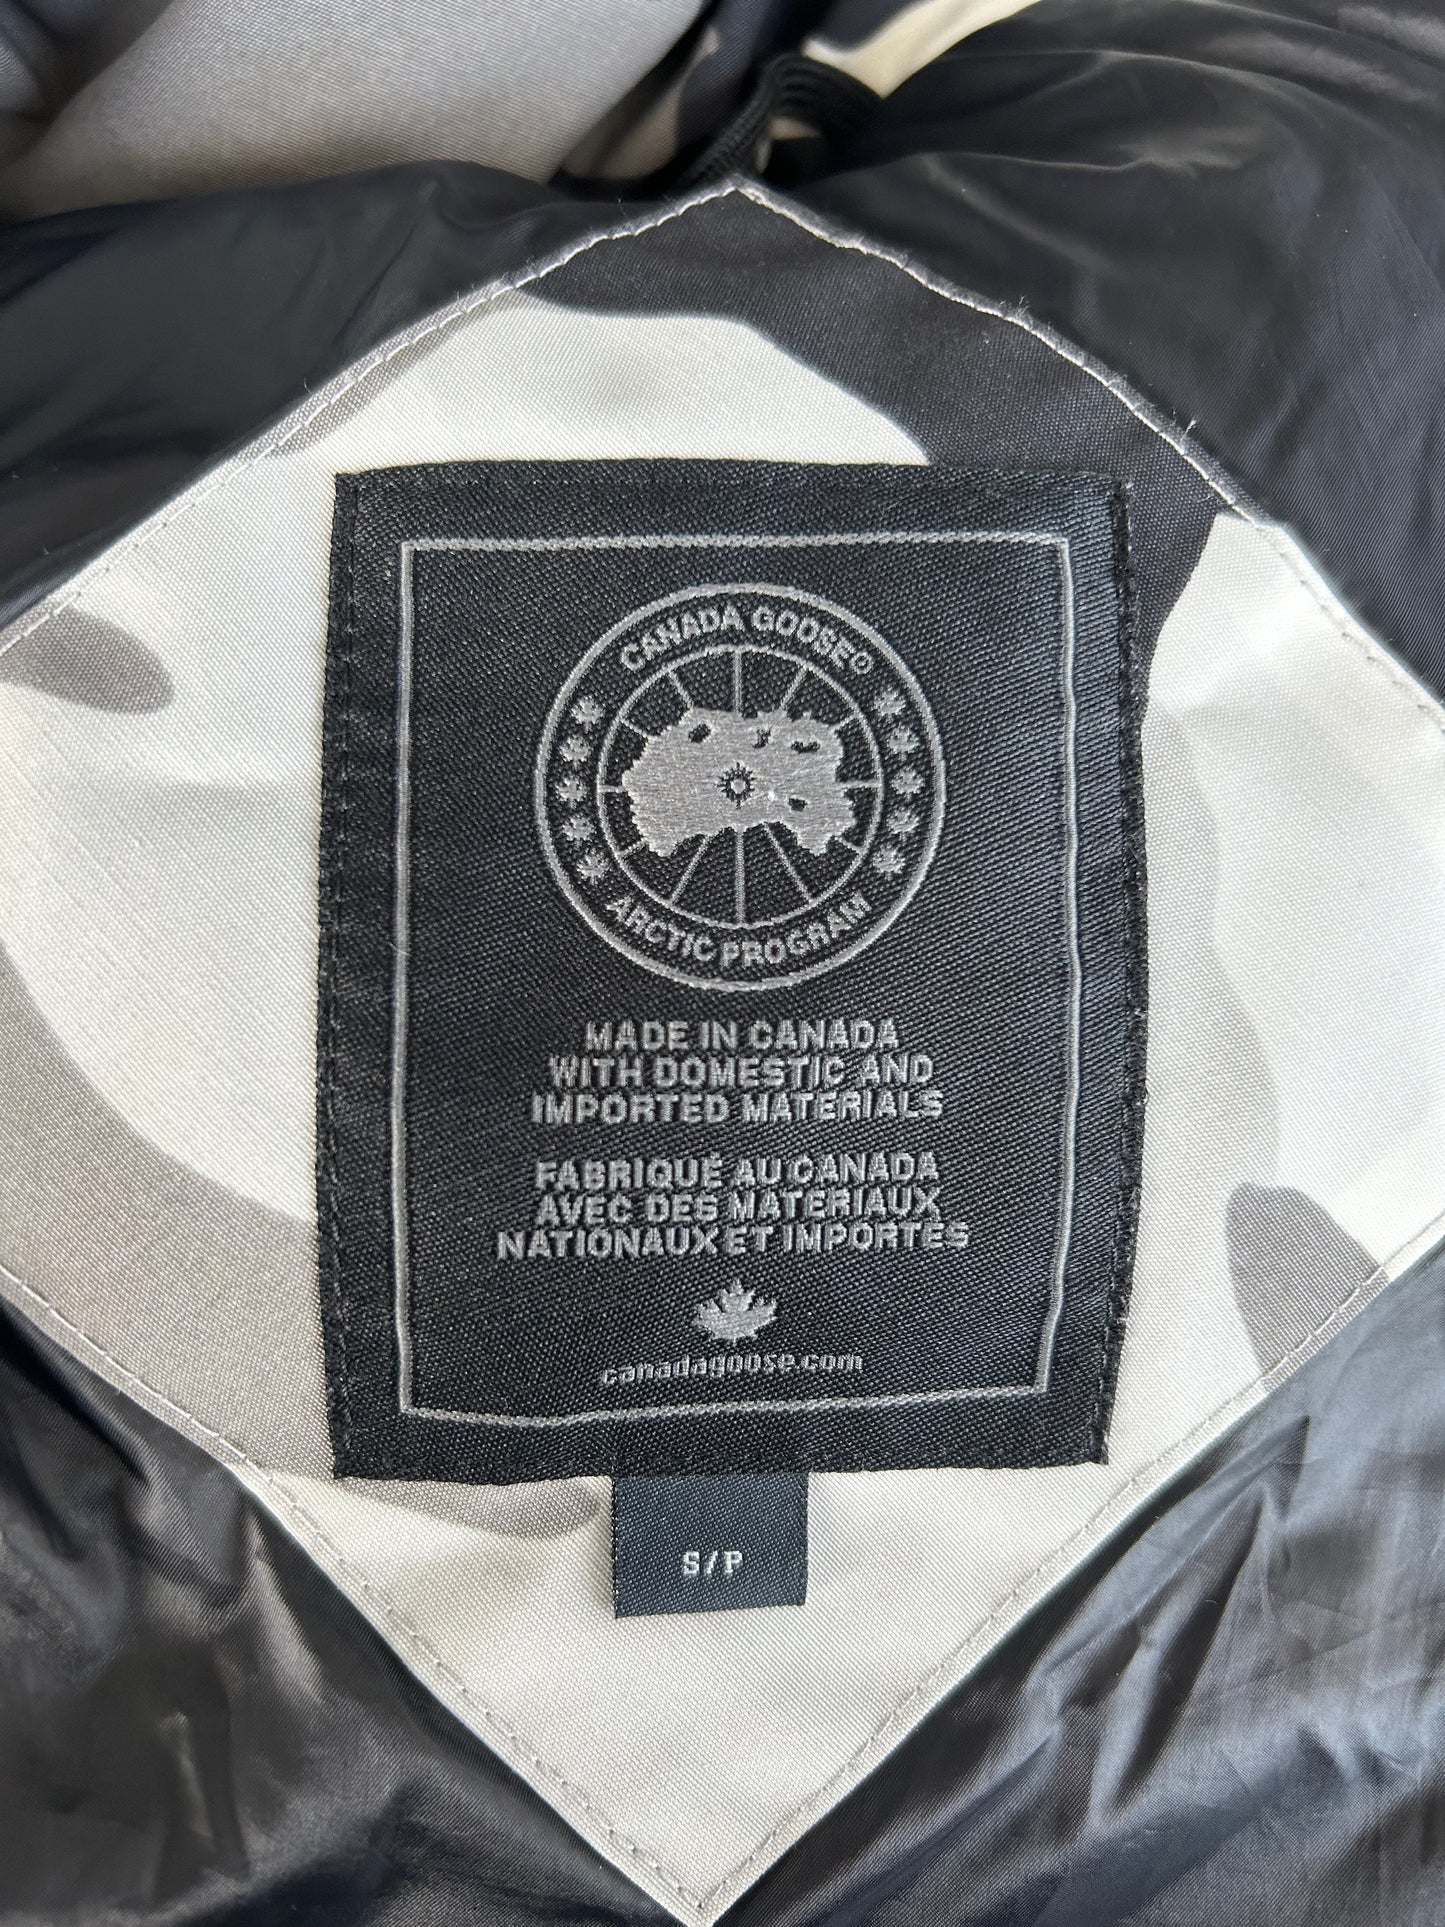 CANADA GOOSE®
ARCTIC PROGRAM
MADE IN CANADA
WITH DOMESTIC AND
IMPORTED MATERIALS
FABRIQUÉ AU CANADA
AVEC DES MATERIAUX
NATIONAUX ET IMPORTÉS
canadagoose.com
S/P